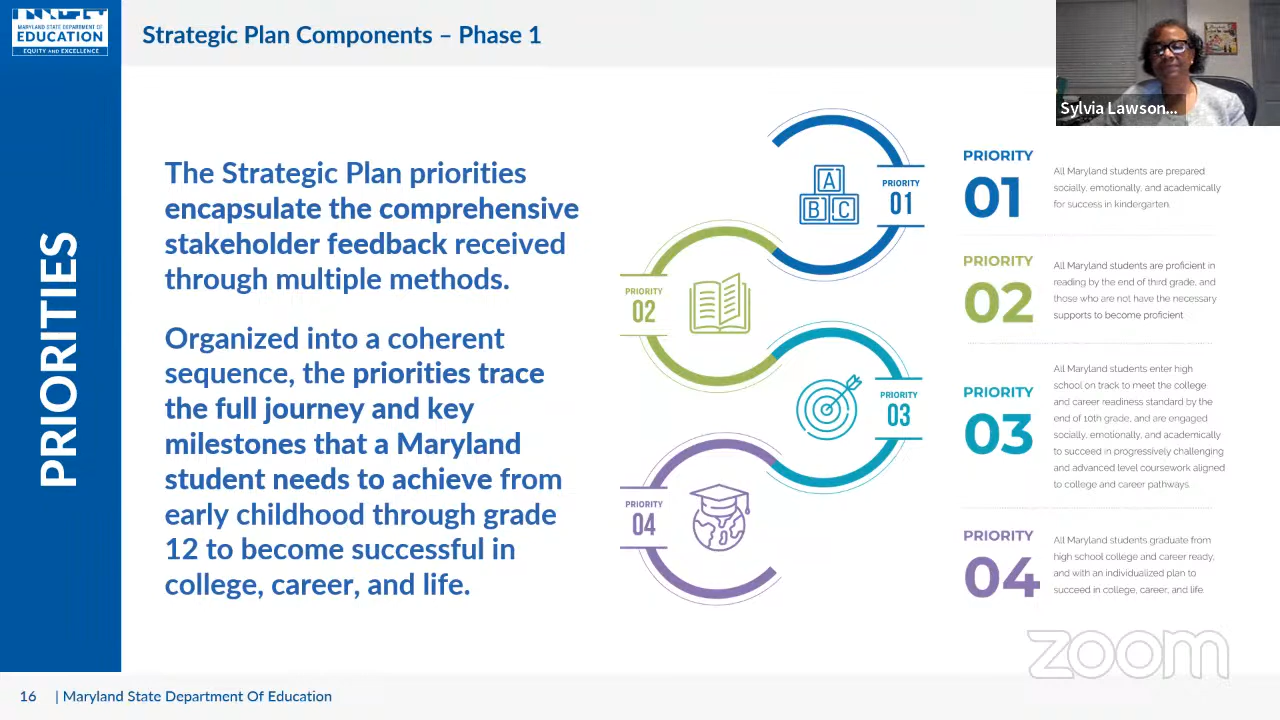 MARYLAND STATE DEPARTMENT OF
EDUCATION
EQUITY AND EXCELLENCE
Strategic Plan Components – Phase 1
Sylvia Lawson...
PRIORITIES
The Strategic Plan priorities
encapsulate the comprehensive
stakeholder feedback received
through multiple methods.
Organized into a coherent
sequence, the priorities trace
the full journey and key
milestones that a Maryland
student needs to achieve from
early childhood through grade
12 to become successful in
college, career, and life.
A
B C
PRIORITY
01
PRIORITY
02
PRIORITY
03
PRIORITY
04
PRIORITY
01
All Maryland students are prepared
socially, emotionally, and academically
for success in kindergarten.
PRIORITY
02
All Maryland students are proficient in
reading by the end of third grade, and
those who are not have the necessary
supports to become proficient
PRIORITY
03
All Maryland students enter high
school on track to meet the college
and career readiness standard by the
end of 10th grade, and are engaged
socially, emotionally, and academically
to succeed in progressively challenging
and advanced level coursework aligned
to college and career pathways.
PRIORITY
04
All Maryland students graduate from
high school college and career ready,
and with an individualized plan to
succeed in college, career, and life.
zoom
16 | Maryland State Department Of Education